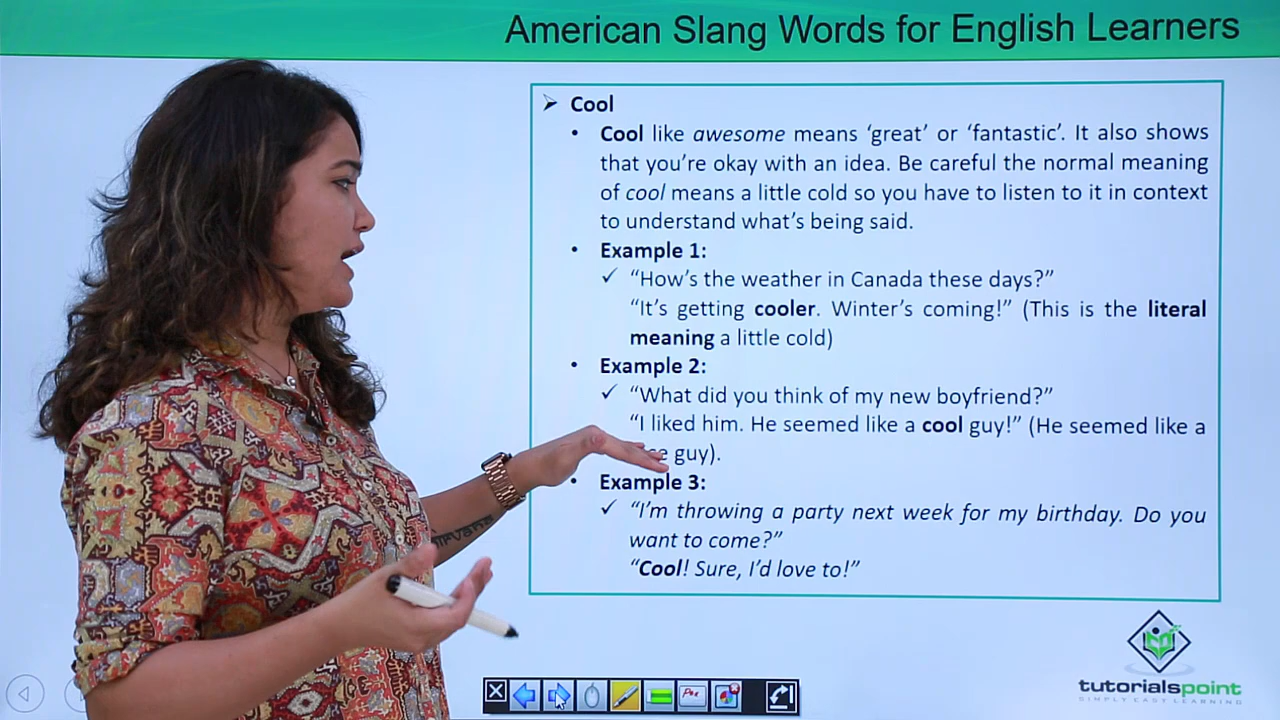 American Slang Words for English Learners
➢ Cool
• Cool like awesome means ‘great’ or ‘fantastic’. It also shows
that you’re okay with an idea. Be careful the normal meaning
of cool means a little cold so you have to listen to it in context
to understand what’s being said.
• Example 1:
✓ “How’s the weather in Canada these days?”
“It’s getting cooler. Winter’s coming!” (This is the literal
meaning a little cold)
• Example 2:
✓ “What did you think of my new boyfriend?”
“I liked him. He seemed like a cool guy!” (He seemed like a
guy).
• Example 3:
✓ “I’m throwing a party next week for my birthday. Do you
want to come?”
“Cool! Sure, I’d love to!”
Pen
tutorialspoint
SIMPLY EASY LEARNING